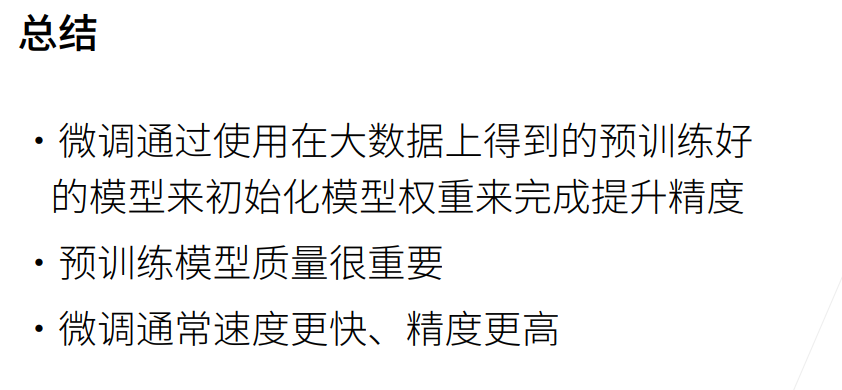 总结
• 微调通过使用在大数据上得到的预训练好
的模型来初始化模型权重来完成提升精度
• 预训练模型质量很重要
• 微调通常速度更快、精度更高